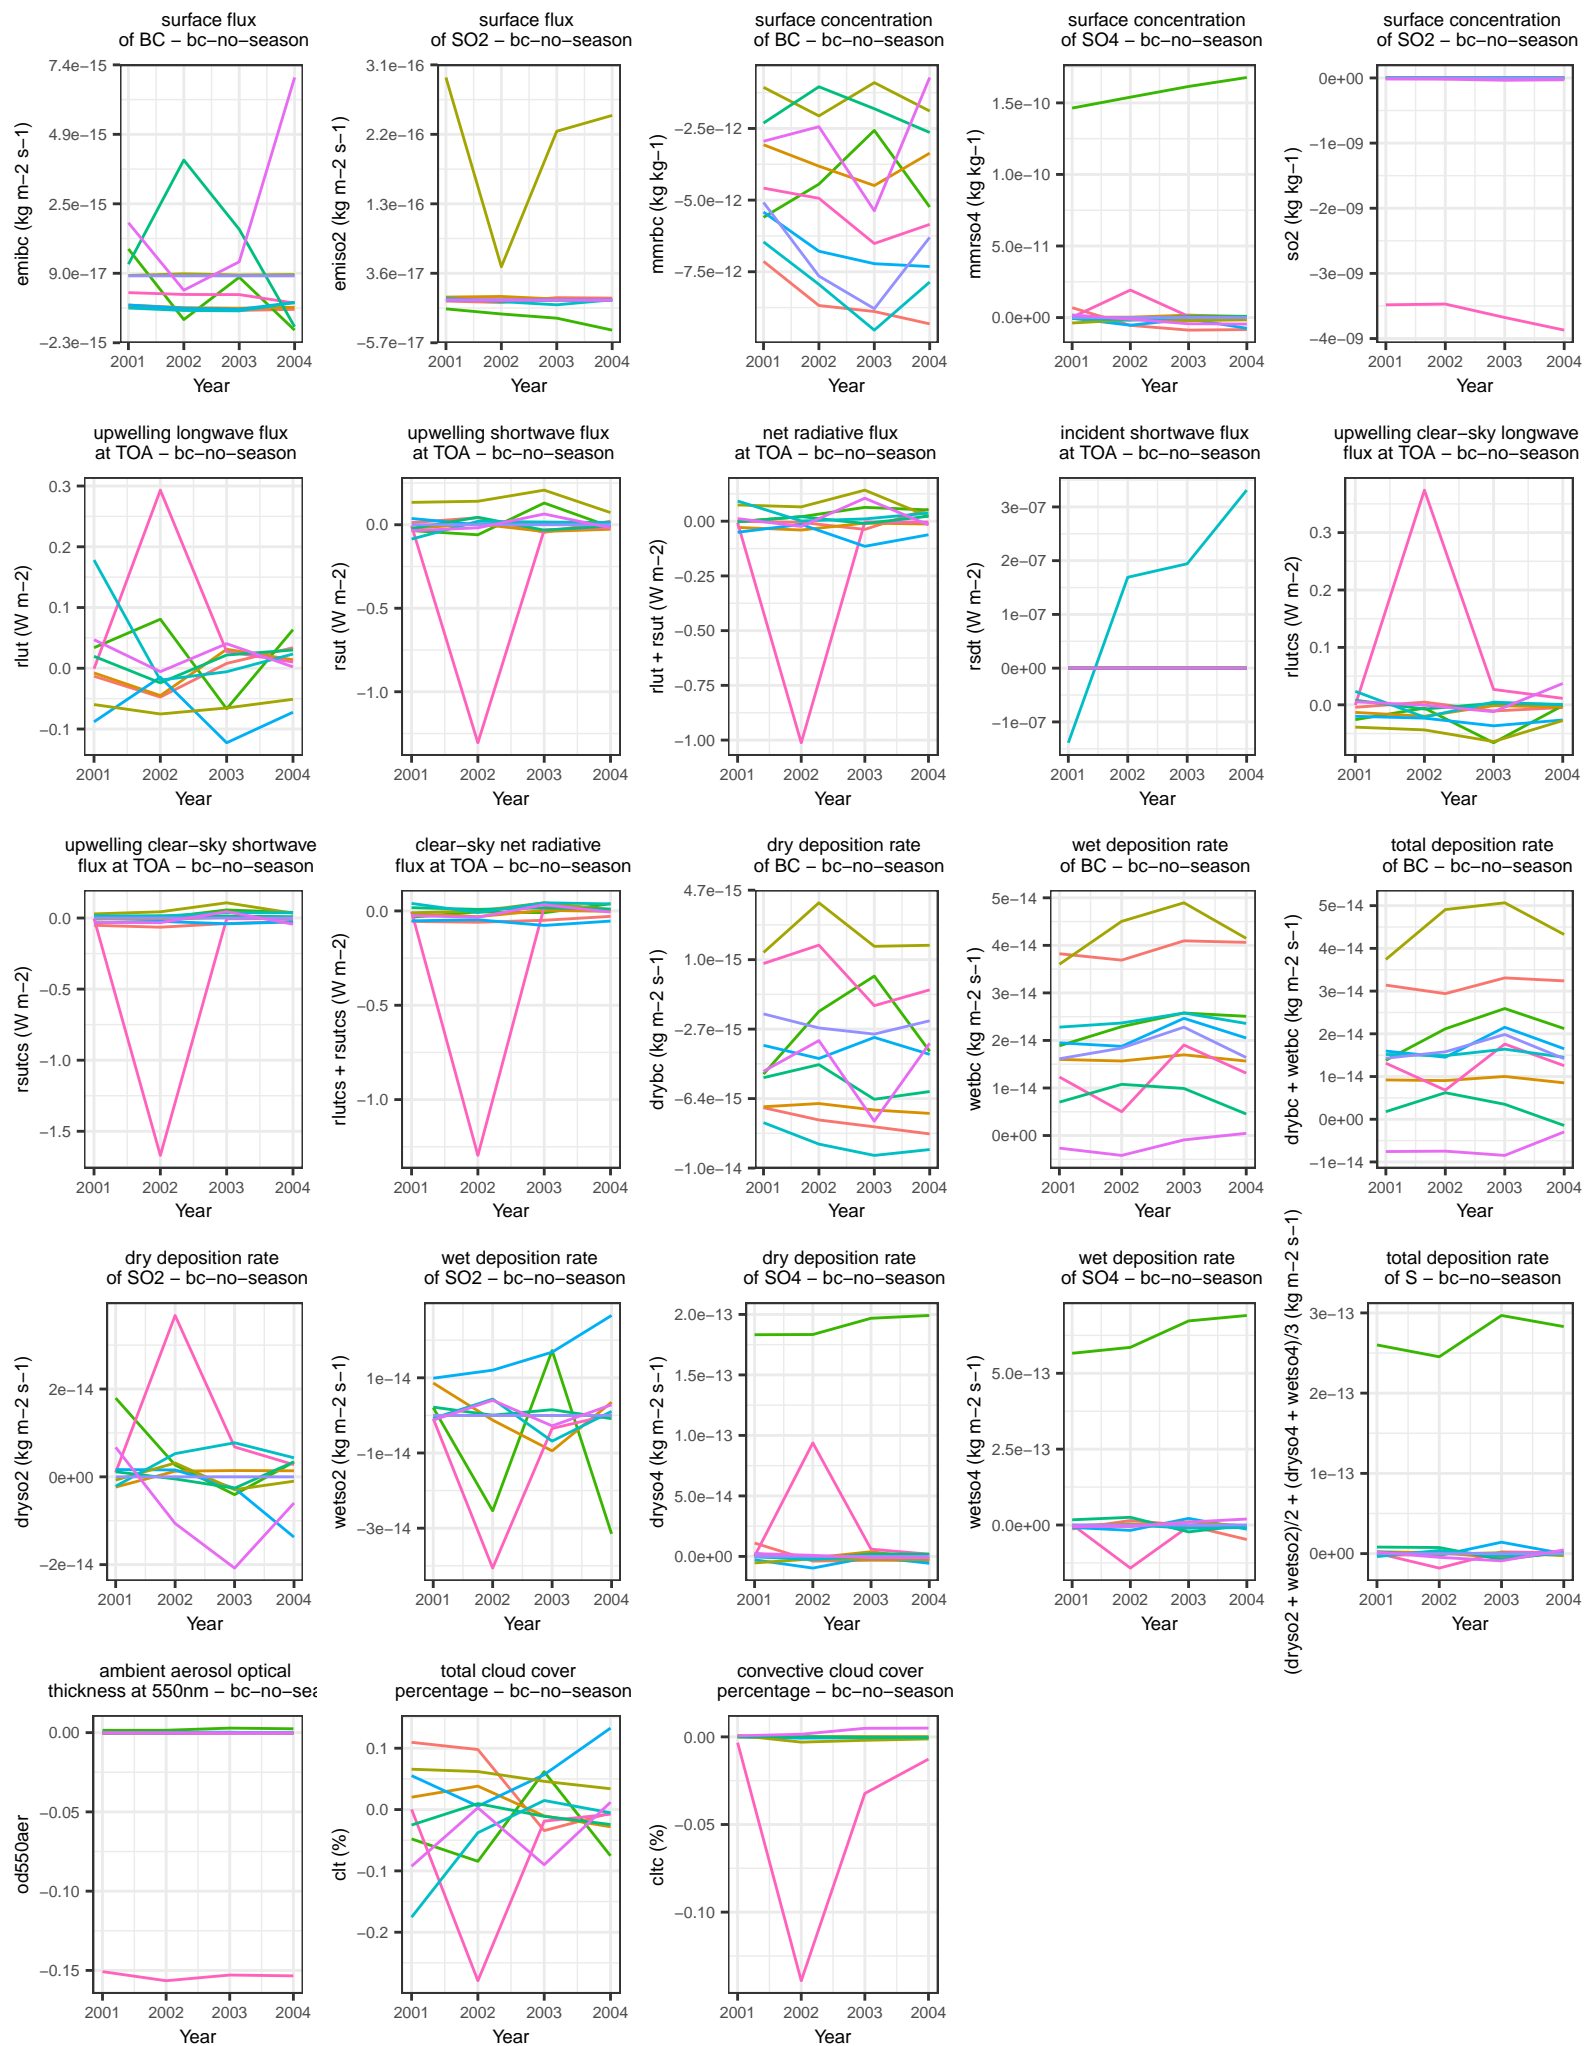 surface flux
of BC − bc−no−season
7.4e−15
4.9e−15
2.5e−15
9.0e−17
−2.3e−15
emibc (kg m−2 s−1)
2001 2002 2003 2004
Year
surface flux
of SO2 − bc−no−season
3.1e−16
2.2e−16
1.3e−16
3.6e−17
−5.7e−17
emiso2 (kg m−2 s−1)
2001 2002 2003 2004
Year
surface concentration
of BC − bc−no−season
−2.5e−12
−5.0e−12
−7.5e−12
mmrbc (kg kg−1)
2001 2002 2003 2004
Year
surface concentration
of SO4 − bc−no−season
1.5e−10
1.0e−10
5.0e−11
0.0e+00
mmrso4 (kg kg−1)
2001 2002 2003 2004
Year
surface concentration
of SO2 − bc−no−season
0e+00
−1e−09
−2e−09
−3e−09
−4e−09
so2 (kg kg−1)
2001 2002 2003 2004
Year
upwelling longwave flux
at TOA − bc−no−season
0.3
0.2
0.1
0.0
−0.1
rlut (W m−2)
2001 2002 2003 2004
Year
upwelling shortwave flux
at TOA − bc−no−season
0.0
−0.5
−1.0
rsut (W m−2)
2001 2002 2003 2004
Year
net radiative flux
at TOA − bc−no−season
0.00
−0.25
−0.50
−0.75
−1.00
rlut + rsut (W m−2)
2001 2002 2003 2004
Year
incident shortwave flux
at TOA − bc−no−season
3e−07
2e−07
1e−07
0e+00
−1e−07
rsdt (W m−2)
2001 2002 2003 2004
Year
upwelling clear−sky longwave
flux at TOA − bc−no−season
0.3
0.2
0.1
0.0
rlutcs (W m−2)
2001 2002 2003 2004
Year
upwelling clear−sky shortwave
flux at TOA − bc−no−season
0.0
−0.5
−1.0
−1.5
rsutcs (W m−2)
2001 2002 2003 2004
Year
clear−sky net radiative
flux at TOA − bc−no−season
0.0
−0.5
−1.0
rlutcs + rsutcs (W m−2)
2001 2002 2003 2004
Year
dry deposition rate
of BC − bc−no−season
4.7e−15
1.0e−15
−2.7e−15
−6.4e−15
−1.0e−14
drybc (kg m−2 s−1)
2001 2002 2003 2004
Year
wet deposition rate
of BC − bc−no−season
5e−14
4e−14
3e−14
2e−14
1e−14
0e+00
wetbc (kg m−2 s−1)
2001 2002 2003 2004
Year
total deposition rate
of BC − bc−no−season
5e−14
4e−14
3e−14
2e−14
1e−14
0e+00
−1e−14
drybc + wetbc (kg m−2 s−1)
2001 2002 2003 2004
Year
dry deposition rate
of SO2 − bc−no−season
2e−14
0e+00
−2e−14
dryso2 (kg m−2 s−1)
2001 2002 2003 2004
Year
wet deposition rate
of SO2 − bc−no−season
1e−14
−1e−14
−3e−14
wetso2 (kg m−2 s−1)
2001 2002 2003 2004
Year
dry deposition rate
of SO4 − bc−no−season
2.0e−13
1.5e−13
1.0e−13
5.0e−14
0.0e+00
dryso4 (kg m−2 s−1)
2001 2002 2003 2004
Year
wet deposition rate
of SO4 − bc−no−season
5.0e−13
2.5e−13
0.0e+00
wetso4 (kg m−2 s−1)
2001 2002 2003 2004
Year
total deposition rate
of S − bc−no−season
3e−13
2e−13
1e−13
0e+00
(dryso2 + wetso2)/2 + (dryso4 + wetso4)/3 (kg m−2 s−1)
2001 2002 2003 2004
Year
ambient aerosol optical
thickness at 550nm − bc−no−sea
0.00
−0.05
−0.10
−0.15
od550aer
2001 2002 2003 2004
Year
total cloud cover
percentage − bc−no−season
0.1
0.0
−0.1
−0.2
clt (%)
2001 2002 2003 2004
Year
convective cloud cover
percentage − bc−no−season
0.00
−0.05
−0.10
cltc (%)
2001 2002 2003 2004
Year